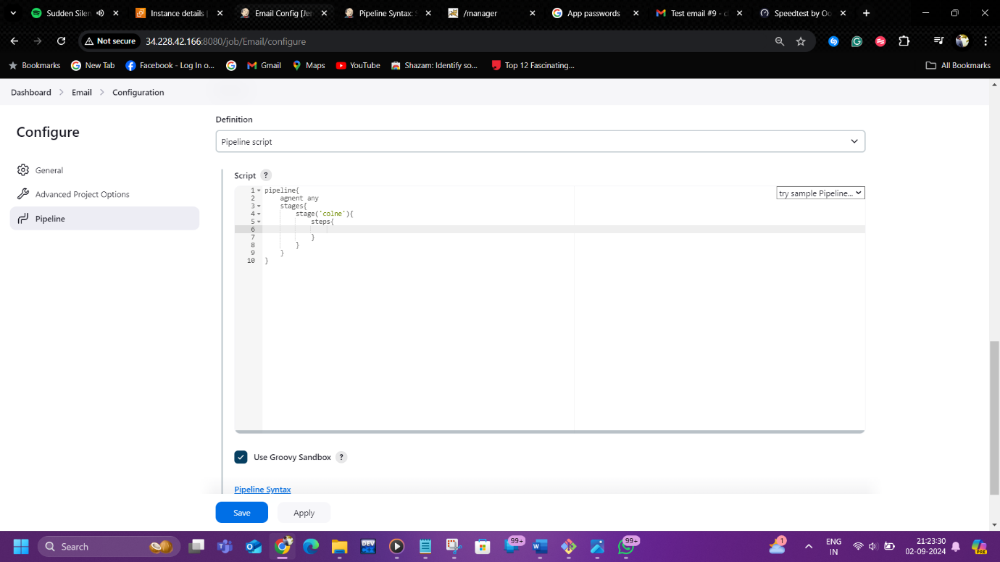 Sudden Silen
Instance details |
Email Config [Jen
Pipeline Syntax: S
/manager
App passwords
Test email #9 - cl
Speedtest by Oo
Not secure
34.228.42.166:8080/job/Email/configure
Bookmarks
New Tab
Facebook - Log In o...
Gmail
Maps
YouTube
Shazam: Identify so...
Top 12 Fascinating...
All Bookmarks
Dashboard
Email
Configuration
Configure
General
Advanced Project Options
Pipeline
Definition
Pipeline script
Script ?
try sample Pipeline...
1 pipeline{
2 agnent any
3 stages{
4 stage('colne'){
5 steps{
6
7 }
8 }
9 }
10 }
Use Groovy Sandbox ?
Pipeline Syntax
Save
Apply
Search
DEV
99+
99+
1
ENG
IN
21:23:30
02-09-2024
PRE